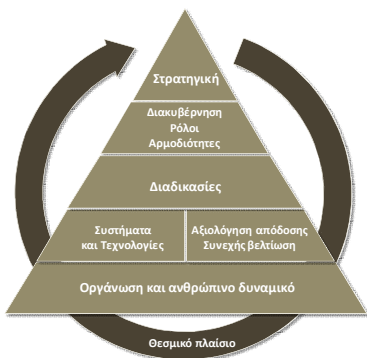 Στρατηγική
Διακυβέρνηση
Ρόλοι
Αρμοδιότητες
Διαδικασίες
Συστήματα
και Τεχνολογίες
Αξιολόγηση απόδοσης
Συνεχής βελτίωση
Οργάνωση και ανθρώπινο δυναμικό
Θεσμικό πλαίσιο